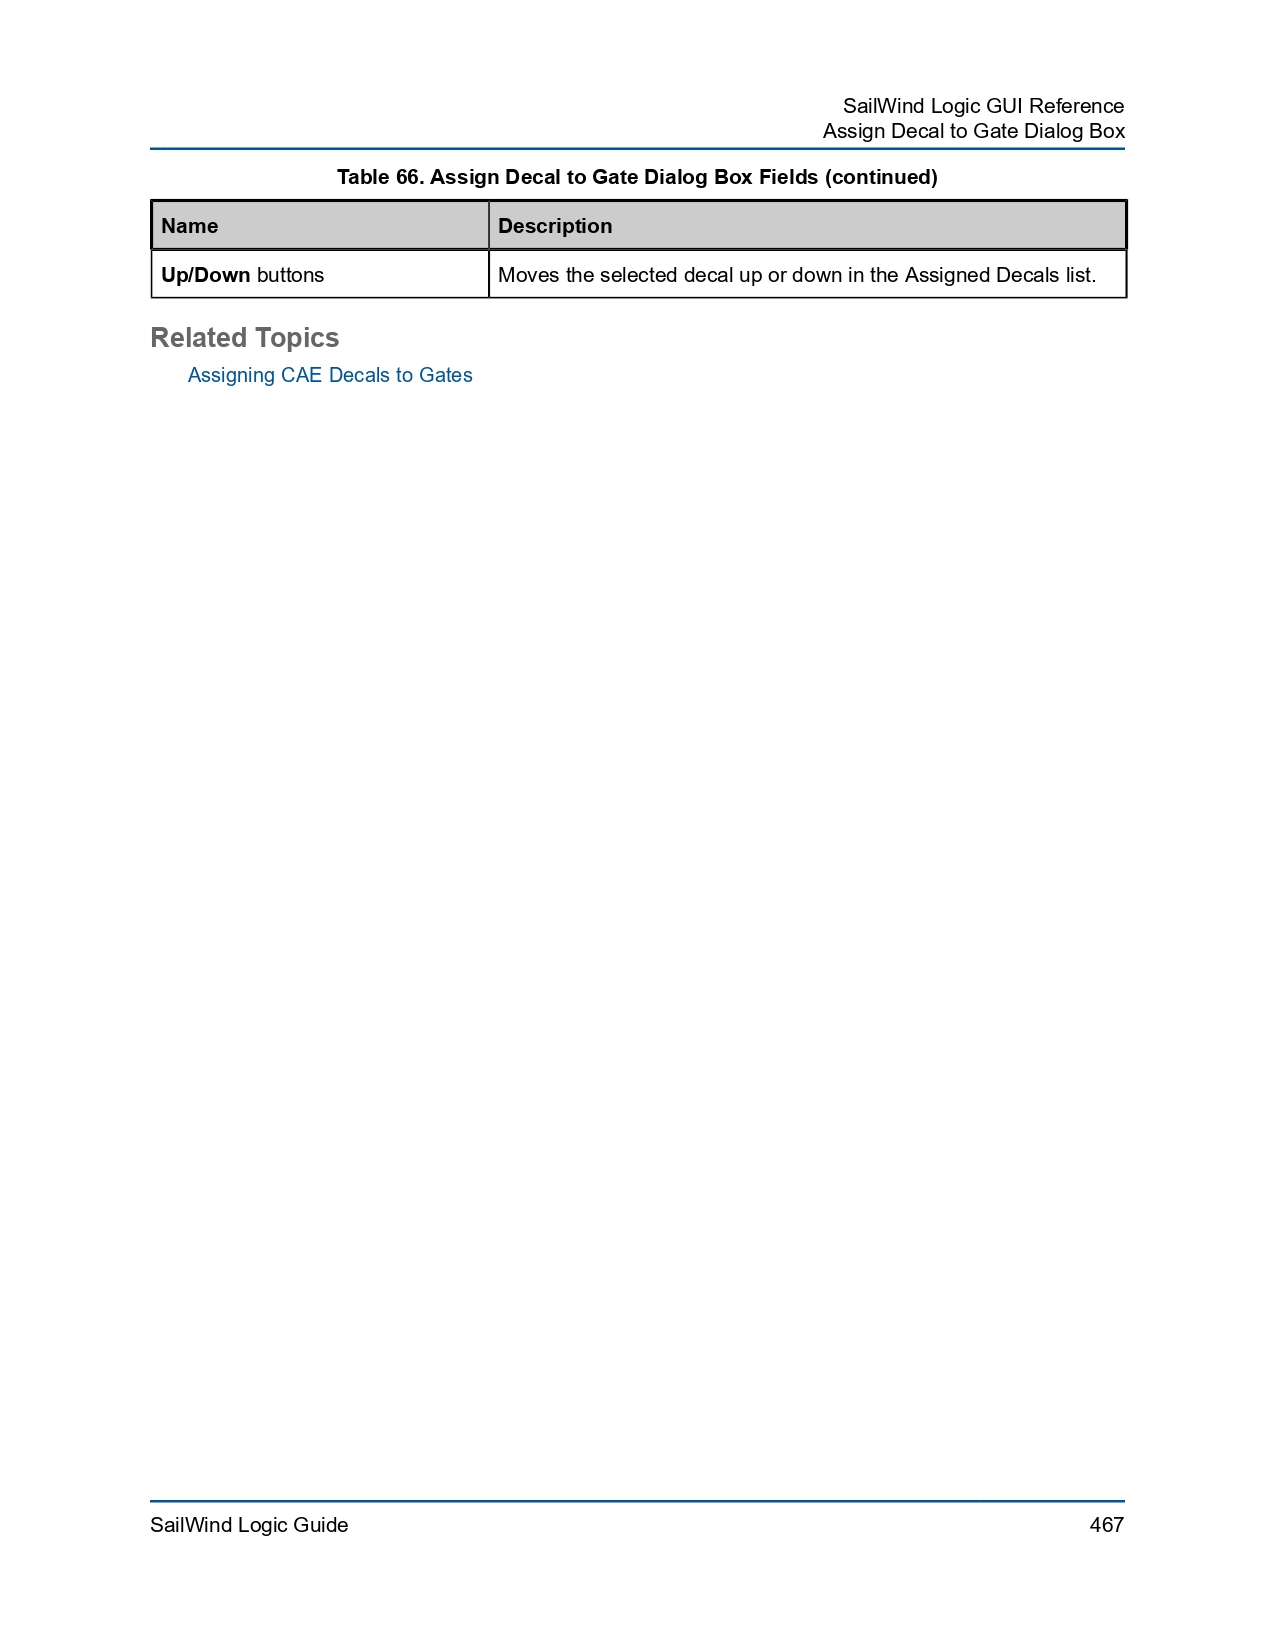 SailWind Logic GUI Reference
Assign Decal to Gate Dialog Box
Table 66. Assign Decal to Gate Dialog Box Fields (continued)
Name Description
Up/Down buttons Moves the selected decal up or down in the Assigned Decals list.
Related Topics
Assigning CAE Decals to Gates
SailWind Logic Guide 467